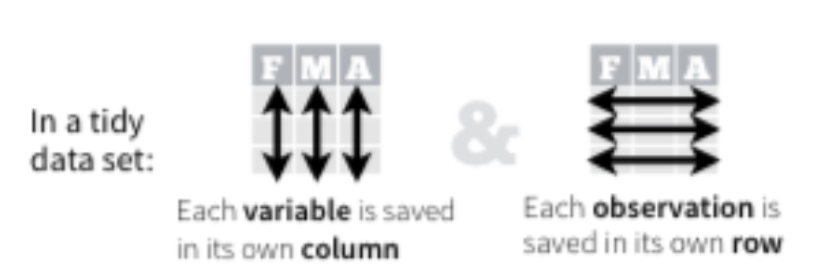 F M A
F M A
&
In a tidy
data set:
Each variable is saved
in its own column
Each observation is
saved in its own row